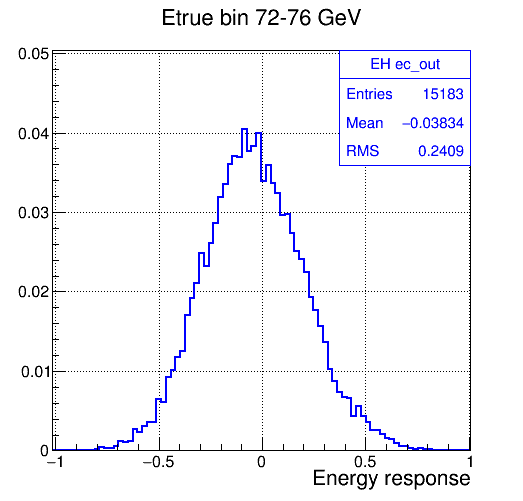 Etrue bin 72-76 GeV
EH ec_out
Entries 15183
Mean −0.03834
RMS 0.2409
0.05
0.04
0.03
0.02
0.01
0
−1 −0.5 0 0.5 1
Energy response